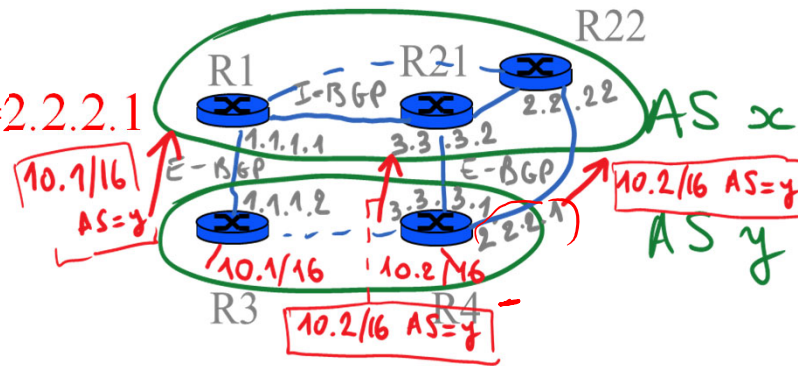 R22
R1
R21
2.2.2.1
I-BGP
2.2.22
AS x
1.1.1.1
3.3.3.2
10.1/16
AS=y
E-BGP
E-BGP
10.2/16 AS=y
1.1.1.2
3.3.3.1
2.2.2.1
AS y
10.1/16
10.2/16
R3
R4
10.2/16 AS=y